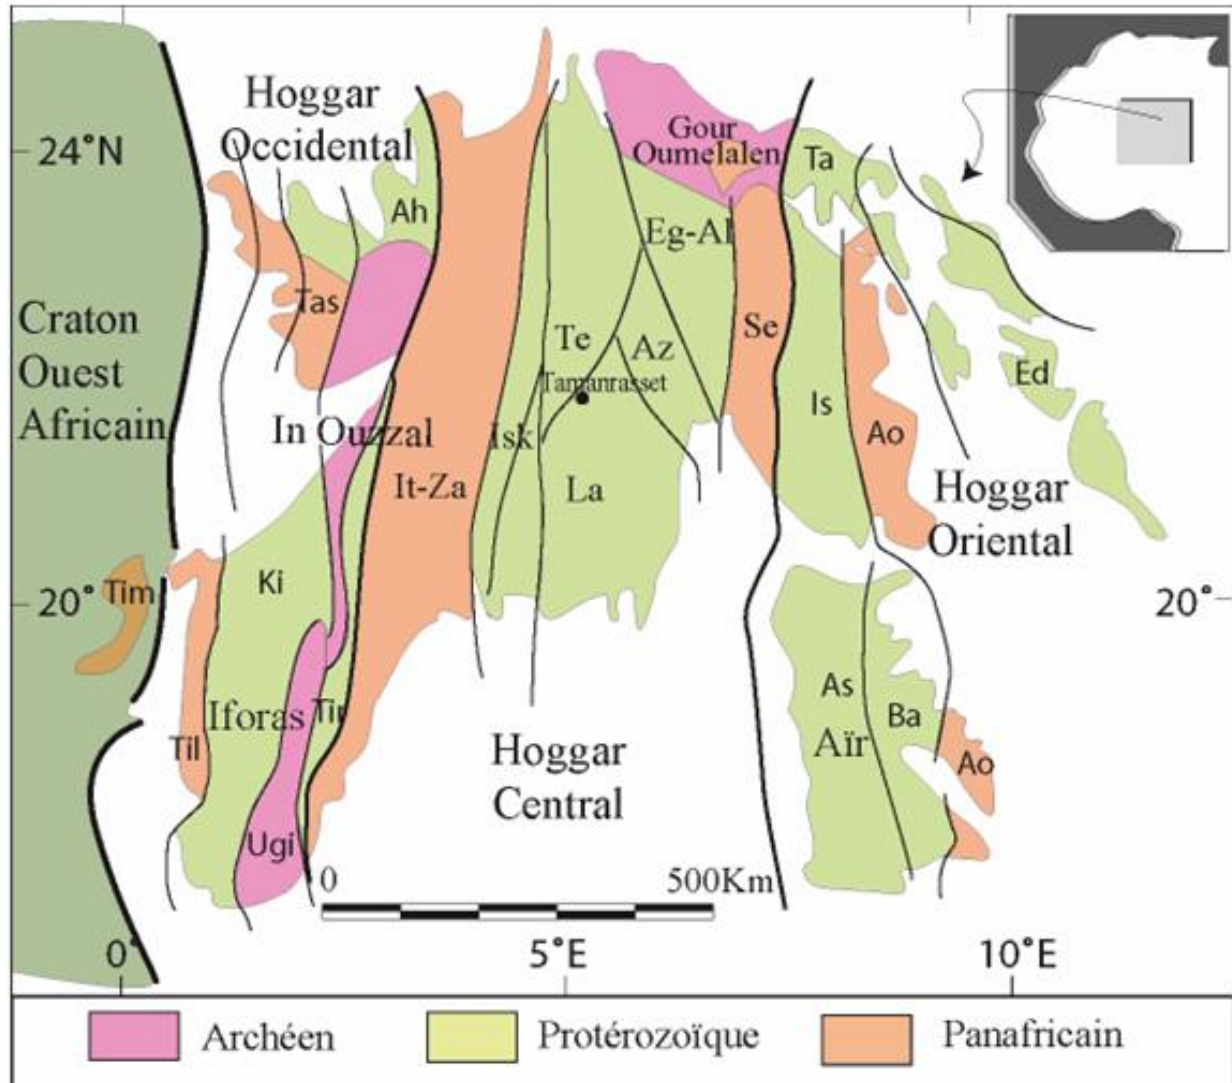 Hoggar
Occidental
24°N
Gour
Oumelalen
Ta
Ah
Eg-Al
Craton
Ouest
Africain
Tas
Te
Az
Se
Tamanrasset
Is
Ed
Ao
In Ouzzal
Isk
It-Za
La
Hoggar
Oriental
Ki
Tim
20°
20°
Iforas
Tir
Til
As
Ba
Aïr
Ao
Hoggar
Central
Ugi
0
500Km
0°
5°E
10°E
Archéen
Protérozoïque
Panafricain